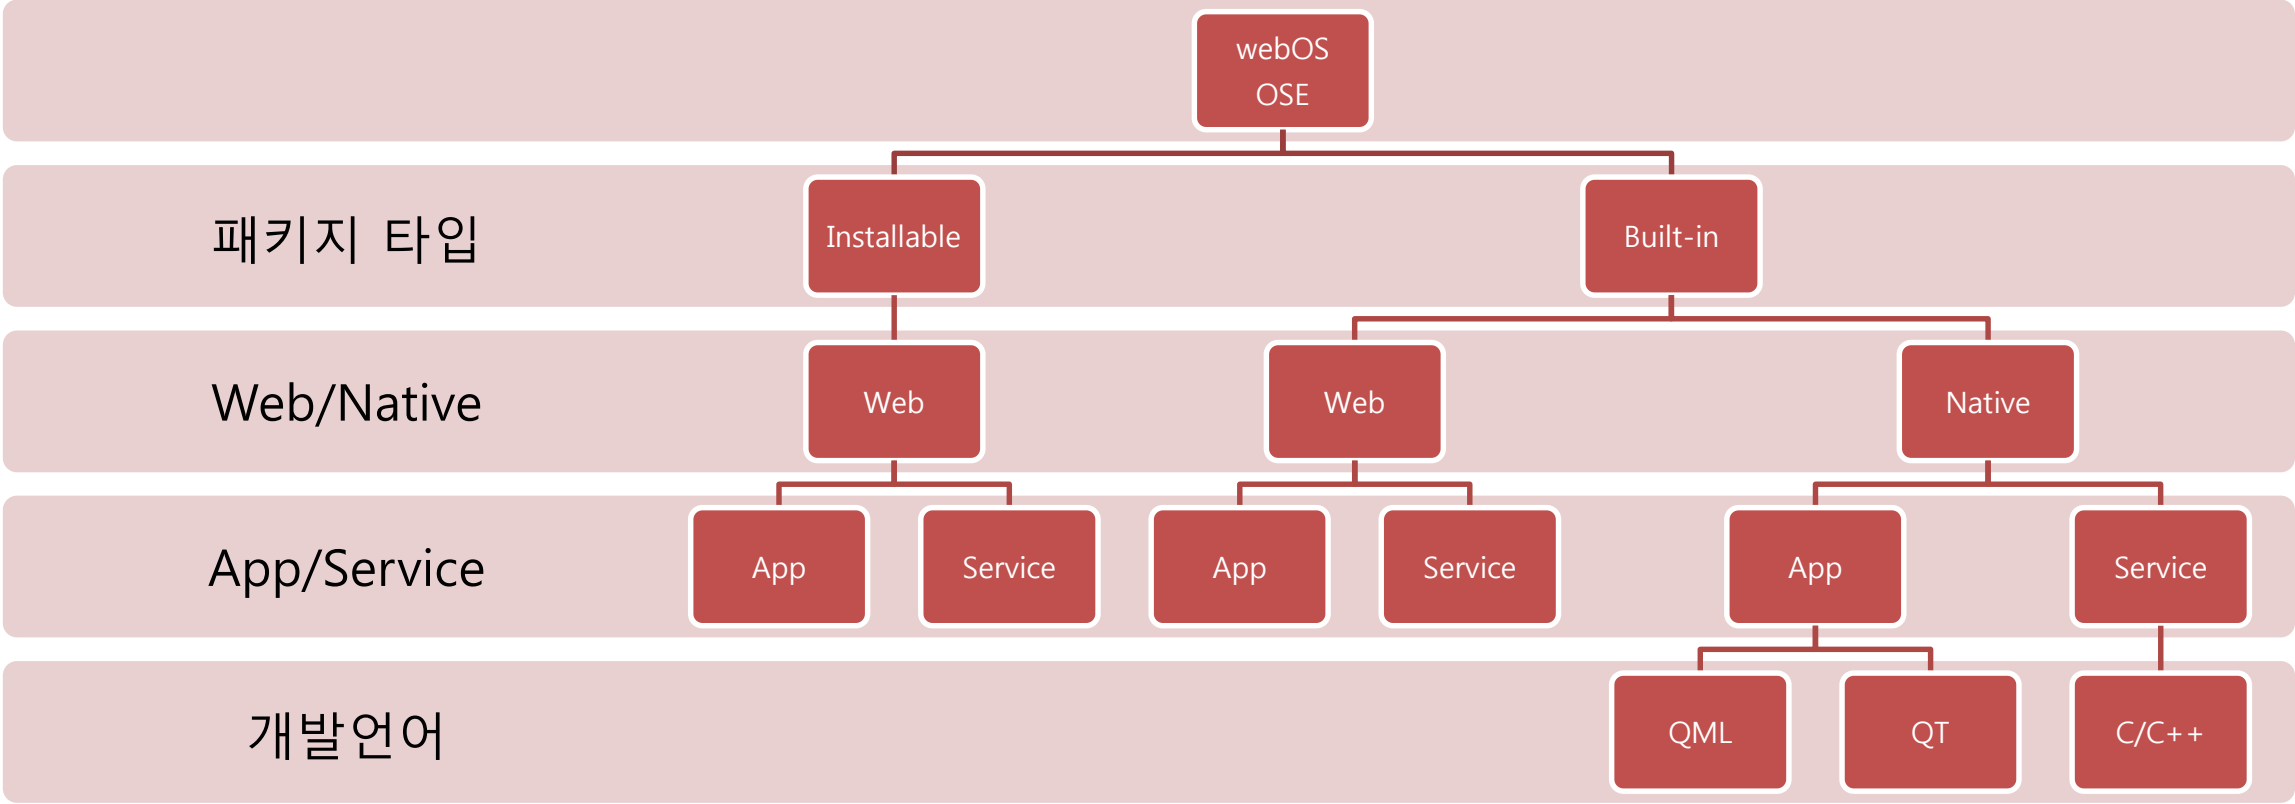 webOS
OSE
패키지 타입
Installable
Built-in
Web/Native
Web
Web
Native
App/Service
App
Service
App
Service
App
Service
개발언어
QML
QT
C/C++